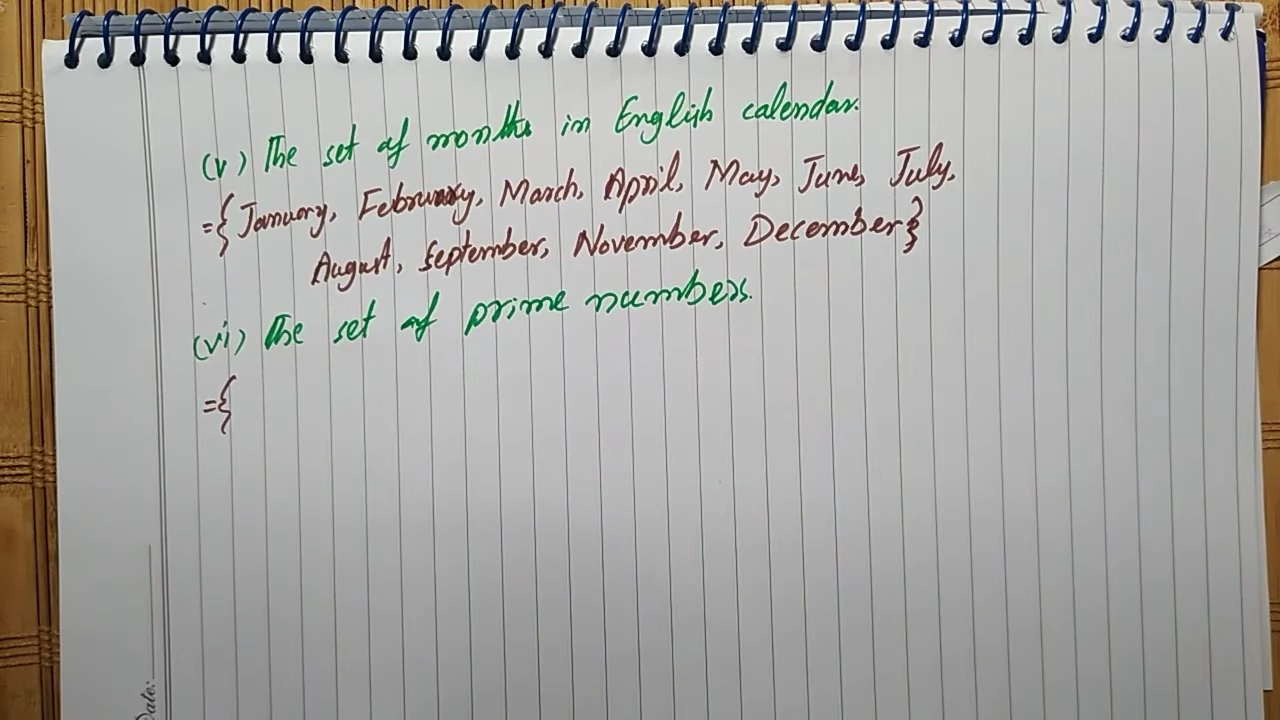 (v) The set of months in English calendar.
={ January, February, March, April, May, June, July,
August, September, November, December}
(vi) The set of prime numbers.
={
Date: